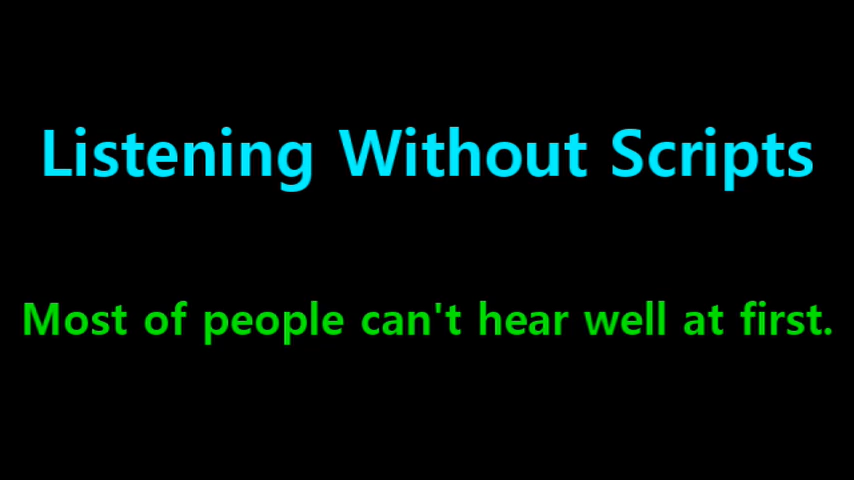 Listening Without Scripts
Most of people can't hear well at first.